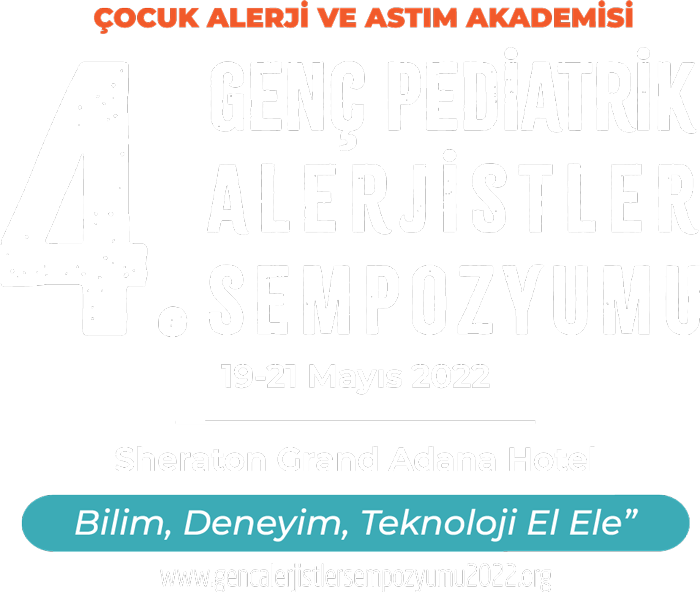 ÇOCUK ALERJİ VE ASTIM AKADEMİSİ
4. GENÇ PEDİATRİK
ALERJİSTLER
SEMPOZYUMU
19-21 Mayıs 2022
Sheraton Grand Adana Hotel
Bilim, Deneyim, Teknoloji El Ele”
www.gencalerjistlersempozyumu2022.org